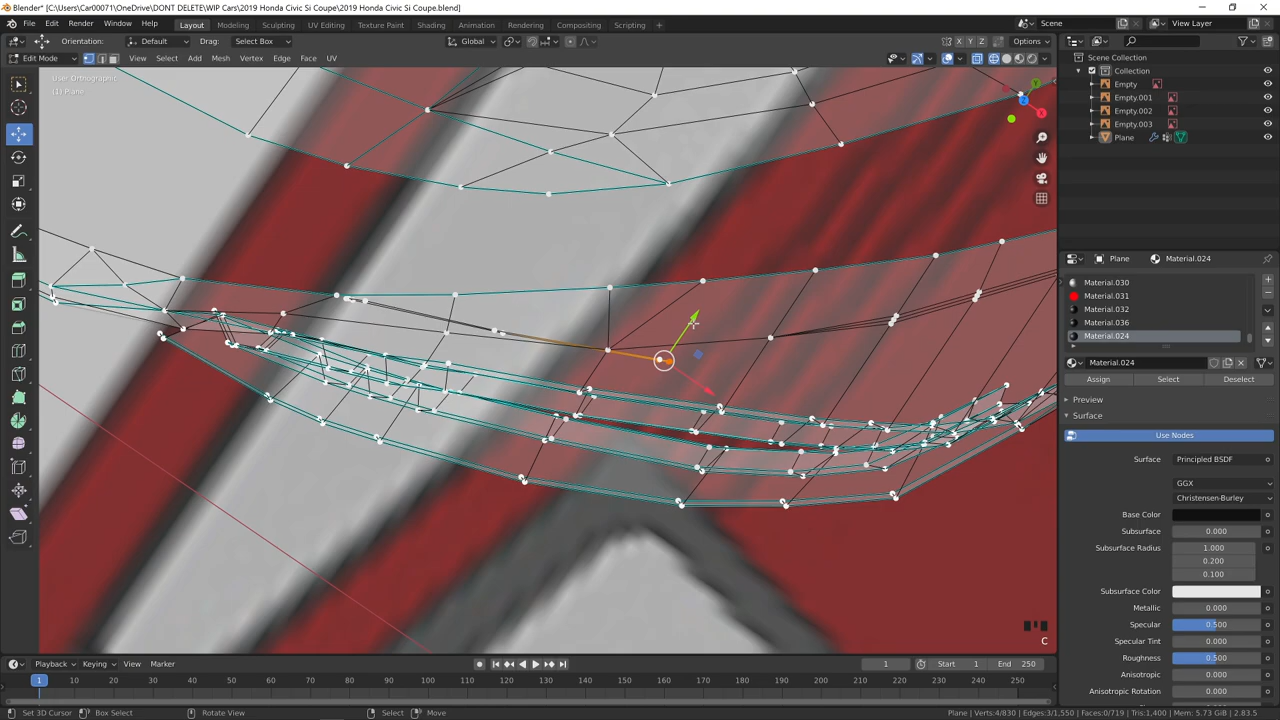 Blender* [C:\Users\Car00071\OneDrive\DONT DELETE\WIP Cars\2019 Honda Civic Si Coupe\2019 Honda Civic Si Coupe.blend]
File Edit Render Window Help Layout Modeling Sculpting UV Editing Texture Paint Shading Animation Rendering Compositing Scripting Scene View Layer
Orientation: Default Drag: Select Box Global X Y Z Options
Edit Mode View Select Add Mesh Vertex Edge Face UV
User Orthographic
(1) Plane
Scene Collection
Collection
Empty
Empty.001
Empty.002
Empty.003
Plane
Y
Z
X
Plane Material.024
Material.030
Material.031
Material.032
Material.036
Material.024
Material.024
Assign Select Deselect
Preview
Surface
Use Nodes
Surface Principled BSDF
GGX
Christensen-Burley
Base Color
Subsurface 0.000
Subsurface Radius 1.000
0.200
0.100
Subsurface Color
Metallic 0.000
Specular 0.500
Specular Tint 0.000
Roughness 0.500
Anisotropic 0.000
Anisotropic Rotation 0.000
C
Playback Keying View Marker 1 Start 1 End 250
1 10 20 30 40 50 60 70 80 90 100 110 120 130 140 150 160 170 180 190 200 210 220 230 240 250
Set 3D Cursor Box Select Rotate View Select Move Plane | Verts:4/830 | Edges:3/1,550 | Faces:0/719 | Tris:1,400 | Mem: 5.73 GiB | 2.83.5